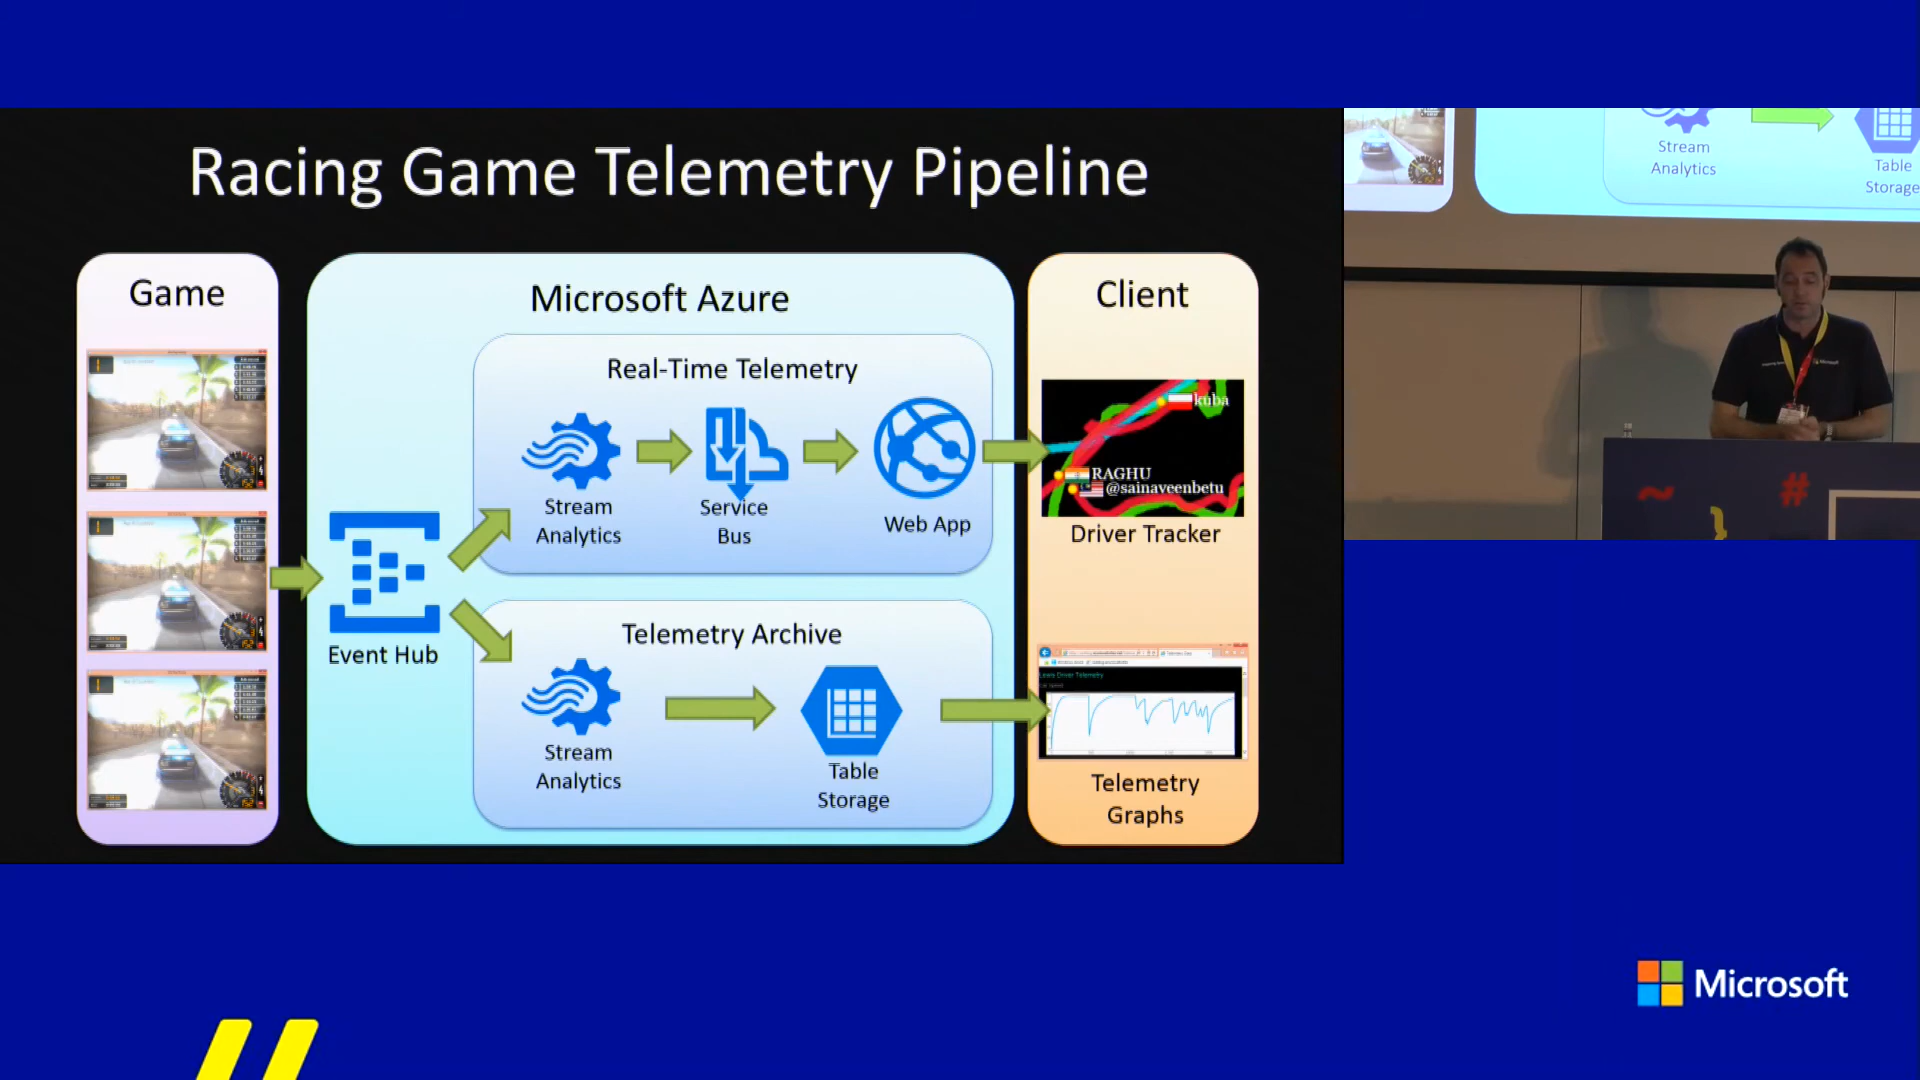 Racing Game Telemetry Pipeline
Game
Microsoft Azure
Real-Time Telemetry
Stream
Analytics
Service
Bus
Web App
Event Hub
Telemetry Archive
Stream
Analytics
Table
Storage
Client
kuba
RAGHU
@sainaveenbetu
Driver Tracker
Telemetry
Graphs
Stream
Analytics
Table
Storage
~
}
#
Microsoft